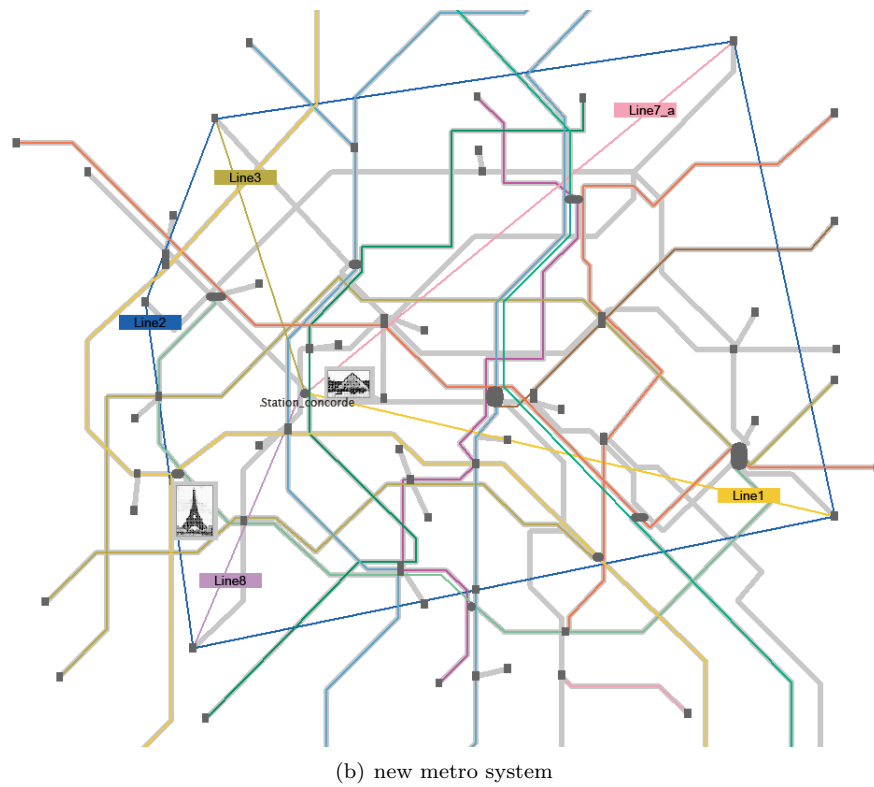 Line7_a
Line3
Line2
.Station_concorde
Line1
Line8
(b) new metro system